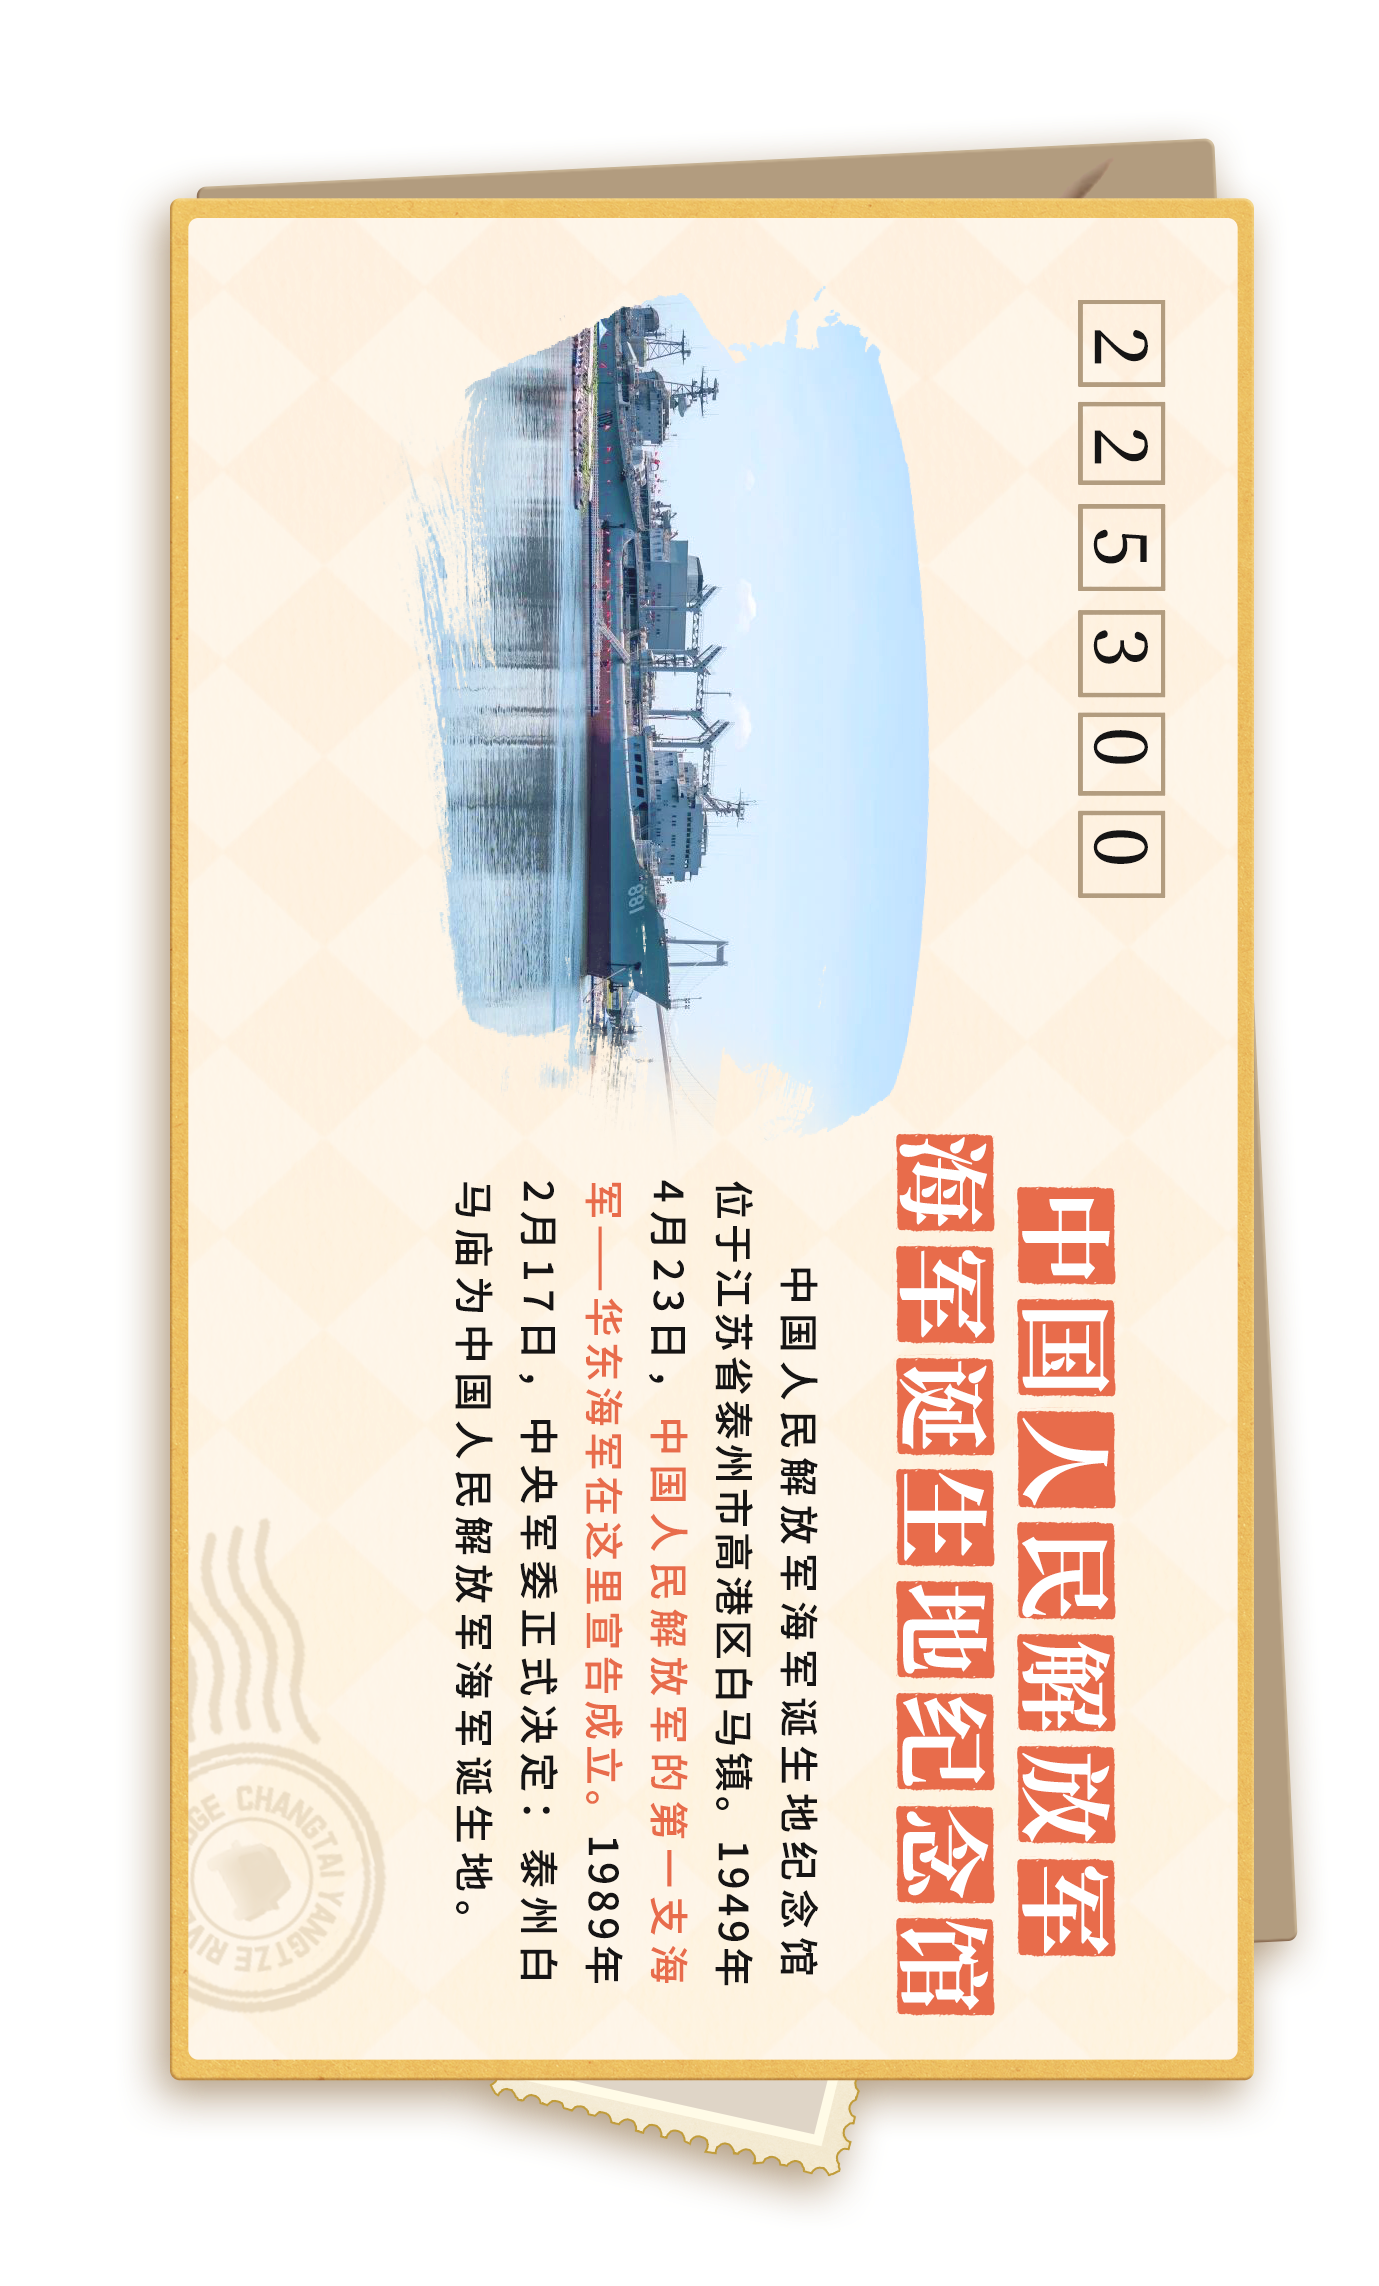 225300
中国人民解放军
海军诞生地纪念馆
中国人民解放军海军诞生地纪念馆
位于江苏省泰州市高港区白马镇。1949年
4月23日，中国人民解放军的第一支海
军——华东海军在这里宣告成立。1989年
2月17日，中央军委正式决定：泰州白
马庙为中国人民解放军海军诞生地。
881
CHANGTAI YANGTZE